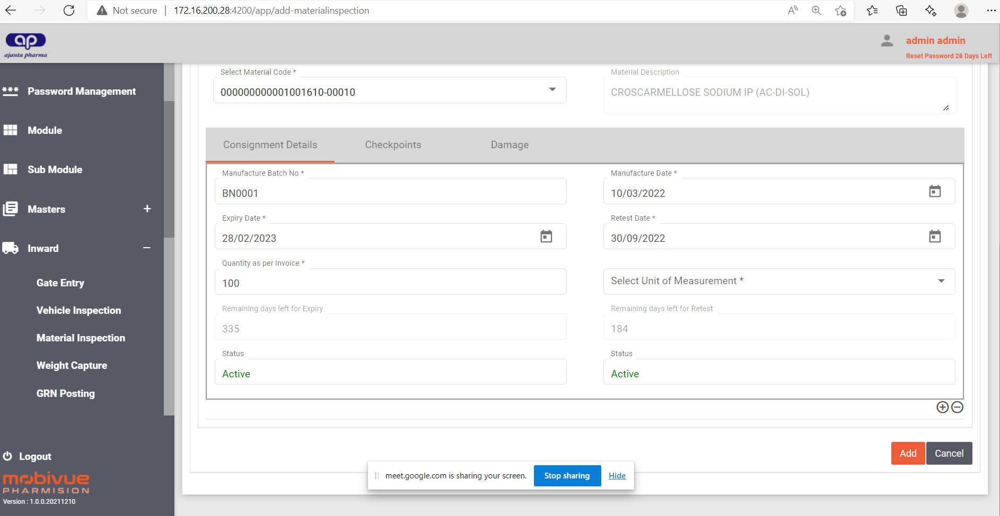 Not secure | 172.16.200.28:4200/app/add-materialinspection
ap
ajanta pharma
admin admin
Reset Password 28 Days Left
*** Password Management
Module
Sub Module
Masters +
Inward −
Gate Entry
Vehicle Inspection
Material Inspection
Weight Capture
GRN Posting
Logout
mobivue
PHARMISION
Version : 1.0.0.20211210
Select Material Code *
000000000001001610-00010
Material Description
CROSCARMELLOSE SODIUM IP (AC-DI-SOL)
Consignment Details Checkpoints Damage
Manufacture Batch No *
BN0001
Manufacture Date *
10/03/2022
Expiry Date *
28/02/2023
Retest Date *
30/09/2022
Quantity as per Invoice *
100
Select Unit of Measurement *
Remaining days left for Expiry
335
Remaining days left for Retest
184
Status
Active
Status
Active
Add Cancel
meet.google.com is sharing your screen. Stop sharing Hide